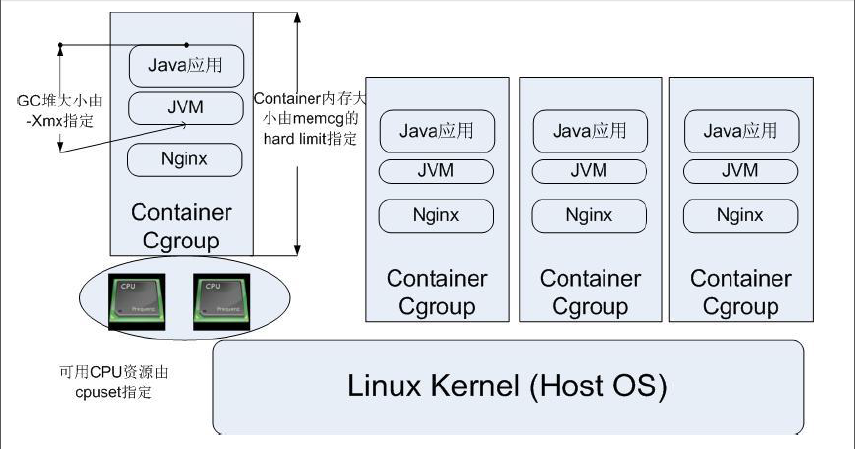 Java应用
JVM
Nginx
Container
Cgroup
GC堆大小由
-Xmx指定
Container内存大
小由memcg的
hard limit指定
CPU
Frequenc
CPU
Frequenc
可用CPU资源由
cpuset指定
Java应用
JVM
Nginx
Container
Cgroup
Java应用
JVM
Nginx
Container
Cgroup
Java应用
JVM
Nginx
Container
Cgroup
Linux Kernel (Host OS)